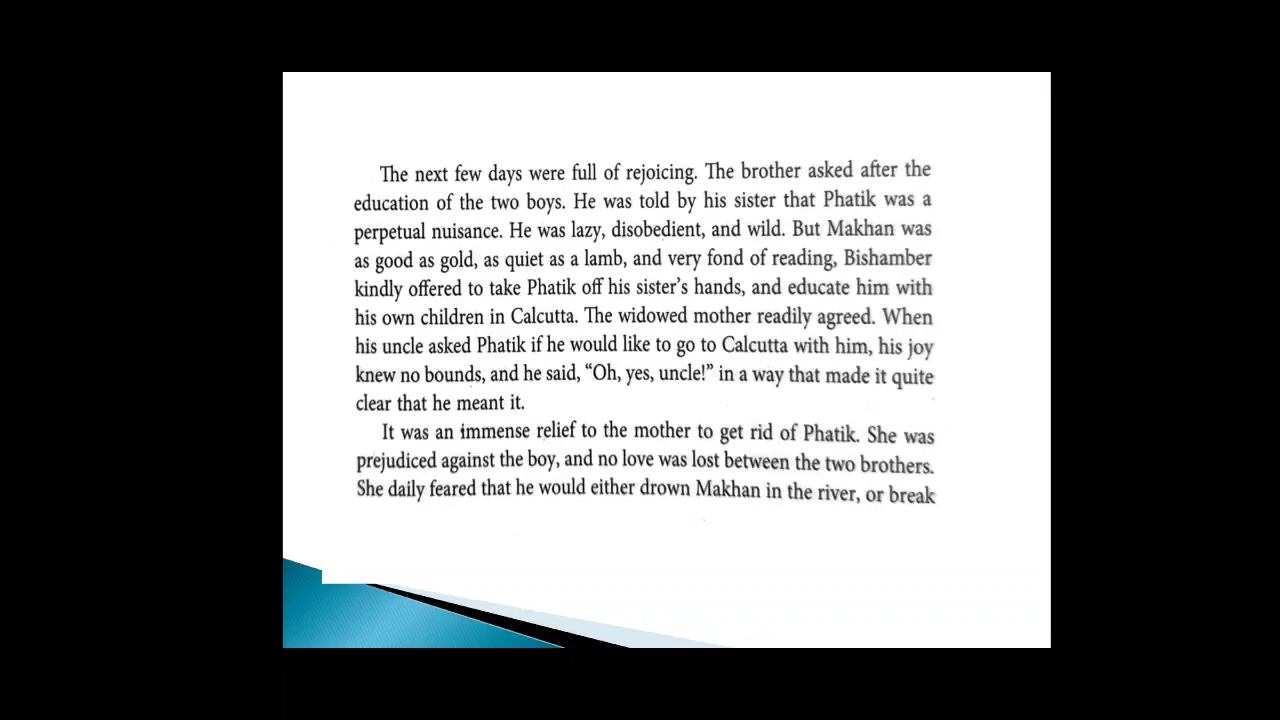 The next few days were full of rejoicing. The brother asked after the
education of the two boys. He was told by his sister that Phatik was a
perpetual nuisance. He was lazy, disobedient, and wild. But Makhan was
as good as gold, as quiet as a lamb, and very fond of reading, Bishamber
kindly offered to take Phatik off his sister's hands, and educate him with
his own children in Calcutta. The widowed mother readily agreed. When
his uncle asked Phatik if he would like to go to Calcutta with him, his joy
knew no bounds, and he said, “Oh, yes, uncle!” in a way that made it quite
clear that he meant it.
It was an immense relief to the mother to get rid of Phatik. She was
prejudiced against the boy, and no love was lost between the two brothers.
She daily feared that he would either drown Makhan in the river, or break